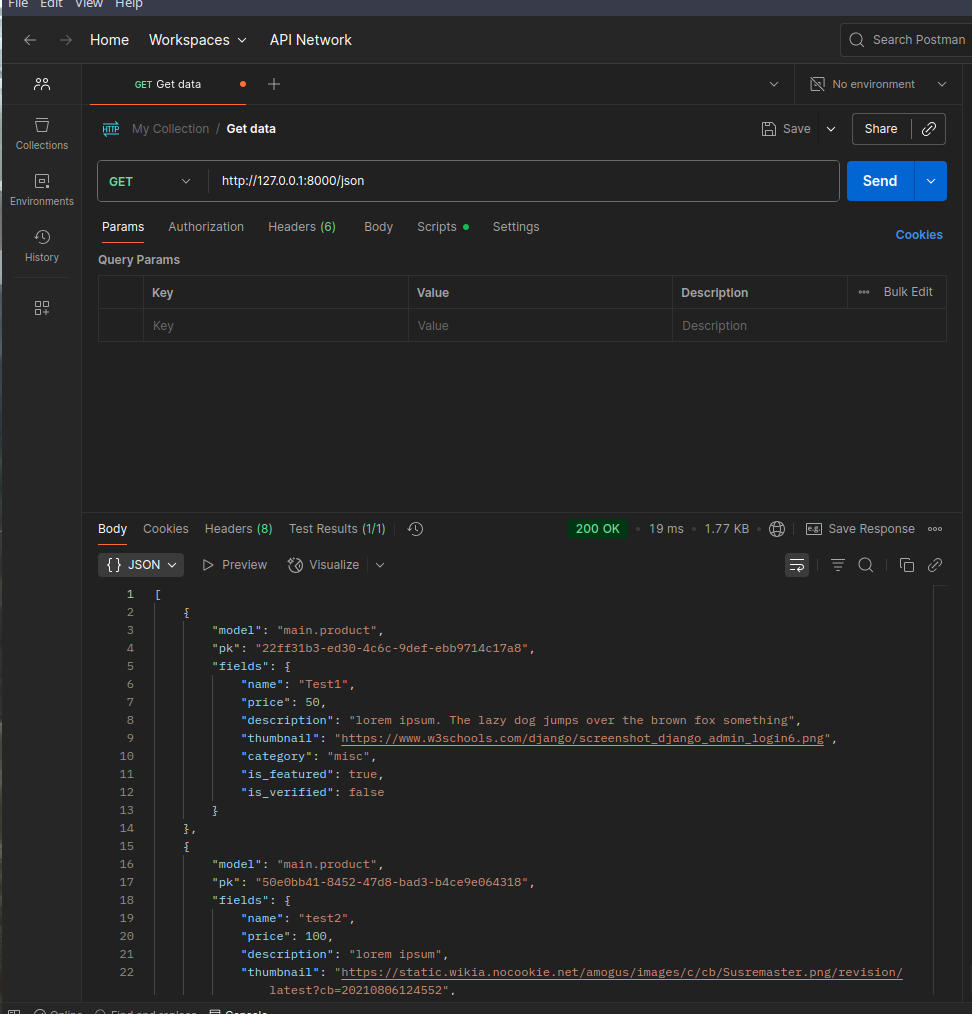 File Edit View Help
Home Workspaces API Network Search Postman
GET Get data No environment
HTTP My Collection / Get data Save Share
Collections
GET http://127.0.0.1:8000/json Send
Environments
Params Authorization Headers (6) Body Scripts Settings Cookies
History
Query Params
Key Value Description Bulk Edit
Key Value Description
Body Cookies Headers (8) Test Results (1/1) 200 OK 19 ms 1.77 KB e.g. Save Response
{} JSON Preview Visualize
1 [
2 {
3 "model": "main.product",
4 "pk": "22ff31b3-ed30-4c6c-9def-ebb9714c17a8",
5 "fields": {
6 "name": "Test1",
7 "price": 50,
8 "description": "lorem ipsum. The lazy dog jumps over the brown fox something",
9 "thumbnail": "https://www.w3schools.com/django/screenshot_django_admin_login6.png",
10 "category": "misc",
11 "is_featured": true,
12 "is_verified": false
13 }
14 },
15 {
16 "model": "main.product",
17 "pk": "50e0bb41-8452-47d8-bad3-b4ce9e064318",
18 "fields": {
19 "name": "test2",
20 "price": 100,
21 "description": "lorem ipsum",
22 "thumbnail": "https://static.wikia.nocookie.net/amogus/images/c/cb/Susremaster.png/revision/
latest?cb=20210806124552",
Online Find and replace Console